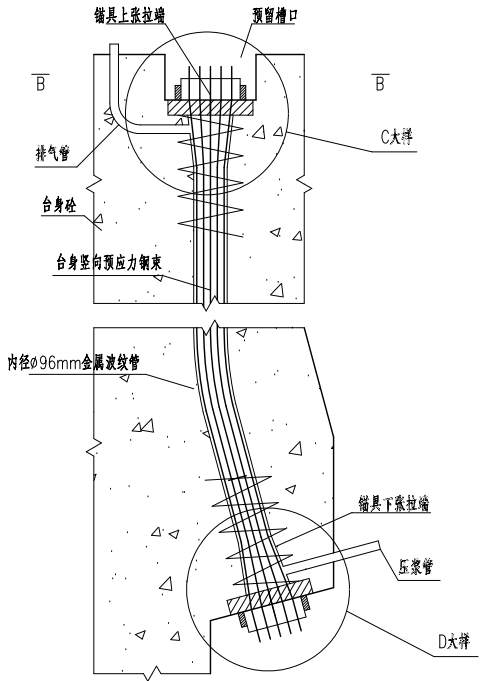 锚具上张拉端
预留槽口
B
B
C大样
排气管
台身砼
台身竖向预应力钢束
内径Ø96mm金属波纹管
锚具下张拉端
压浆管
D大样